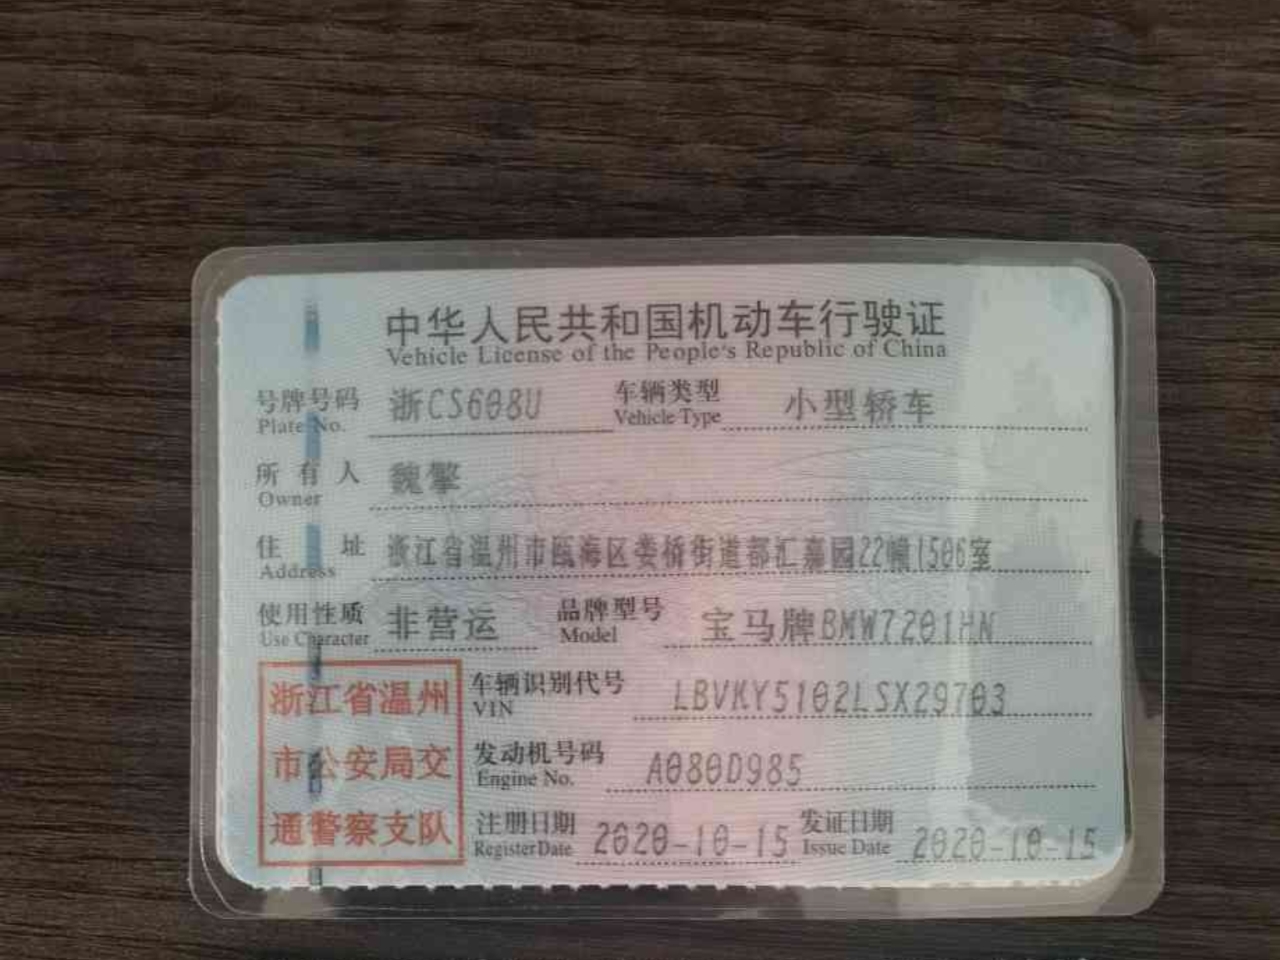 中华人民共和国机动车行驶证
Vehicle License of the People's Republic of China
号牌号码 浙CS608U 车辆类型 小型轿车
Plate No. Vehicle Type
所有人 魏擎
Owner
住址 浙江省温州市瓯海区娄桥街道都汇嘉园22幢1506室
Address
使用性质 非营运 品牌型号 宝马牌BMW7201HN
Use Character Model
浙江省温州 车辆识别代号 LBVKY5102LSX29703
VIN
市公安局交 发动机号码 A080D985
Engine No.
通警察支队 注册日期 2020-10-15 发证日期 2020-10-15
Register Date Issue Date